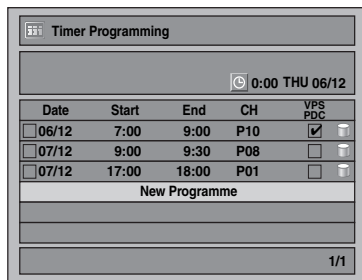 Timer Programming
0:00 THU 06/12
Date Start End CH VPS PDC
06/12 7:00 9:00 P10
07/12 9:00 9:30 P08
07/12 17:00 18:00 P01
New Programme
1/1